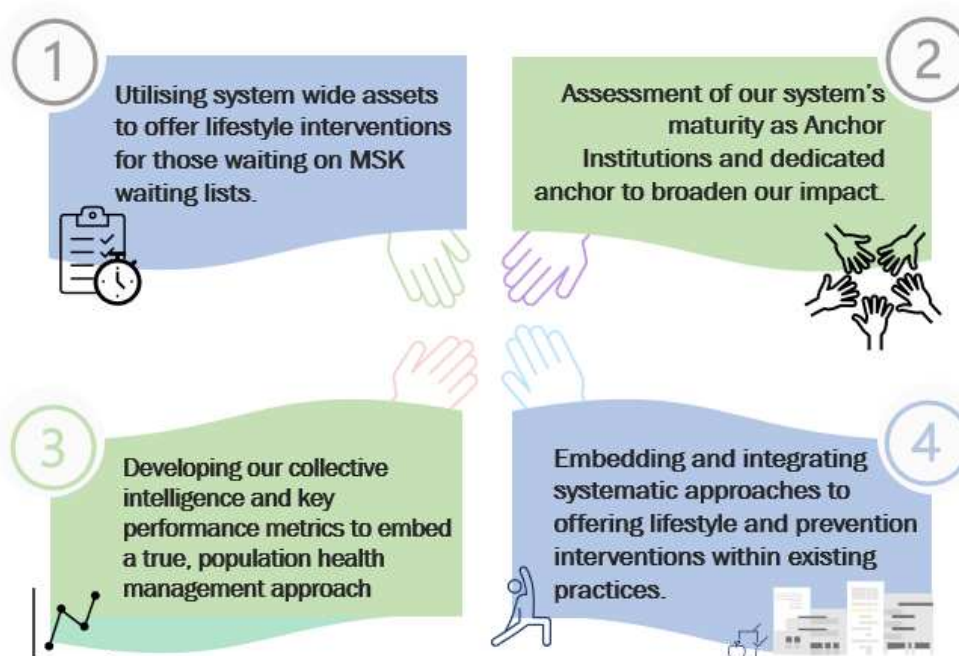 1
Utilising system wide assets
to offer lifestyle interventions
for those waiting on MSK
waiting lists.
2
Assessment of our system's
maturity as Anchor
Institutions and dedicated
anchor to broaden our impact.
3
Developing our collective
intelligence and key
performance metrics to embed
a true, population health
management approach
4
Embedding and integrating
systematic approaches to
offering lifestyle and prevention
interventions within existing
practices.